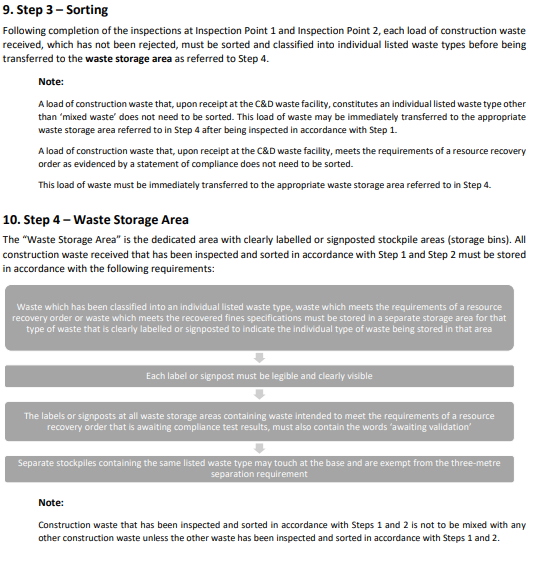 9. Step 3 – Sorting
Following completion of the inspections at Inspection Point 1 and Inspection Point 2, each load of construction waste
received, which has not been rejected, must be sorted and classified into individual listed waste types before being
transferred to the waste storage area as referred to Step 4.
Note:
A load of construction waste that, upon receipt at the C&D waste facility, constitutes an individual listed waste type other
than ‘mixed waste’ does not need to be sorted. This load of waste may be immediately transferred to the appropriate
waste storage area referred to in Step 4 after being inspected in accordance with Step 1.
A load of construction waste that, upon receipt at the C&D waste facility, meets the requirements of a resource recovery
order as evidenced by a statement of compliance does not need to be sorted.
This load of waste must be immediately transferred to the appropriate waste storage area referred to in Step 4.
10. Step 4 – Waste Storage Area
The “Waste Storage Area” is the dedicated area with clearly labelled or signposted stockpile areas (storage bins). All
construction waste received that has been inspected and sorted in accordance with Step 1 and Step 2 must be stored
in accordance with the following requirements:
Waste which has been classified into an individual listed waste type, waste which meets the requirements of a resource
recovery order or waste which meets the recovered fines specifications must be stored in a separate storage area for that
type of waste that is clearly labelled or signposted to indicate the individual type of waste being stored in that area
Each label or signpost must be legible and clearly visible
The labels or signposts at all waste storage areas containing waste intended to meet the requirements of a resource
recovery order that is awaiting compliance test results, must also contain the words ‘awaiting validation’
Separate stockpiles containing the same listed waste type may touch at the base and are exempt from the three-metre
separation requirement
Note:
Construction waste that has been inspected and sorted in accordance with Steps 1 and 2 is not to be mixed with any
other construction waste unless the other waste has been inspected and sorted in accordance with Steps 1 and 2.